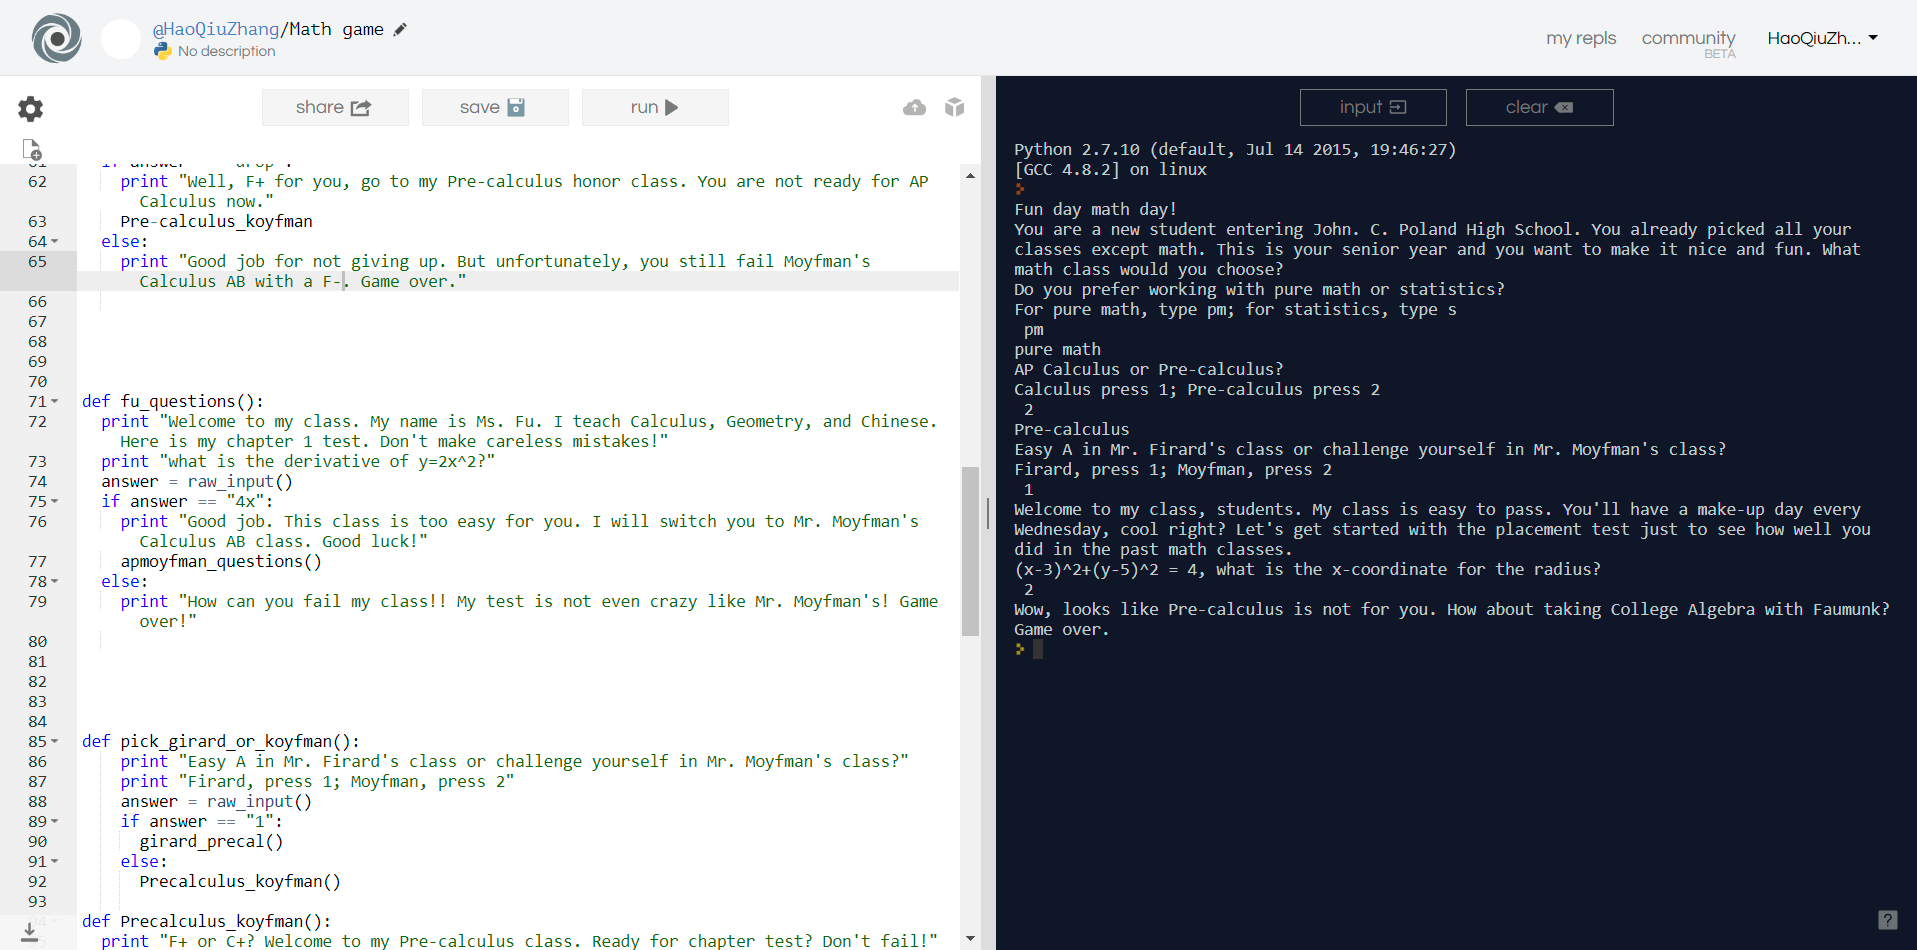 @HaoQiuZhang/Math game
No description
my repls
community
BETA
HaoQiuZh...
share
save
run
input
clear
61 if answer == "drop":
62 print "Well, F+ for you, go to my Pre-calculus honor class. You are not ready for AP
Calculus now."
63 Pre-calculus_koyfman
64 else:
65 print "Good job for not giving up. But unfortunately, you still fail Moyfman's
Calculus AB with a F-. Game over."
66
67
68
69
70
71 def fu_questions():
72 print "Welcome to my class. My name is Ms. Fu. I teach Calculus, Geometry, and Chinese.
Here is my chapter 1 test. Don't make careless mistakes!"
73 print "what is the derivative of y=2x^2?"
74 answer = raw_input()
75 if answer == "4x":
76 print "Good job. This class is too easy for you. I will switch you to Mr. Moyfman's
Calculus AB class. Good luck!"
77 apmoyfman_questions()
78 else:
79 print "How can you fail my class!! My test is not even crazy like Mr. Moyfman's! Game
over!"
80
81
82
83
84
85 def pick_girard_or_koyfman():
86 print "Easy A in Mr. Firard's class or challenge yourself in Mr. Moyfman's class?"
87 print "Firard, press 1; Moyfman, press 2"
88 answer = raw_input()
89 if answer == "1":
90 girard_precal()
91 else:
92 Precalculus_koyfman()
93
94 def Precalculus_koyfman():
95 print "F+ or C+? Welcome to my Pre-calculus class. Ready for chapter test? Don't fail!"
Python 2.7.10 (default, Jul 14 2015, 19:46:27)
[GCC 4.8.2] on linux
Fun day math day!
You are a new student entering John. C. Poland High School. You already picked all your
classes except math. This is your senior year and you want to make it nice and fun. What
math class would you choose?
Do you prefer working with pure math or statistics?
For pure math, type pm; for statistics, type s
pm
pure math
AP Calculus or Pre-calculus?
Calculus press 1; Pre-calculus press 2
2
Pre-calculus
Easy A in Mr. Firard's class or challenge yourself in Mr. Moyfman's class?
Firard, press 1; Moyfman, press 2
1
Welcome to my class, students. My class is easy to pass. You'll have a make-up day every
Wednesday, cool right? Let's get started with the placement test just to see how well you
did in the past math classes.
(x-3)^2+(y-5)^2 = 4, what is the x-coordinate for the radius?
2
Wow, looks like Pre-calculus is not for you. How about taking College Algebra with Faumunk?
Game over.
?